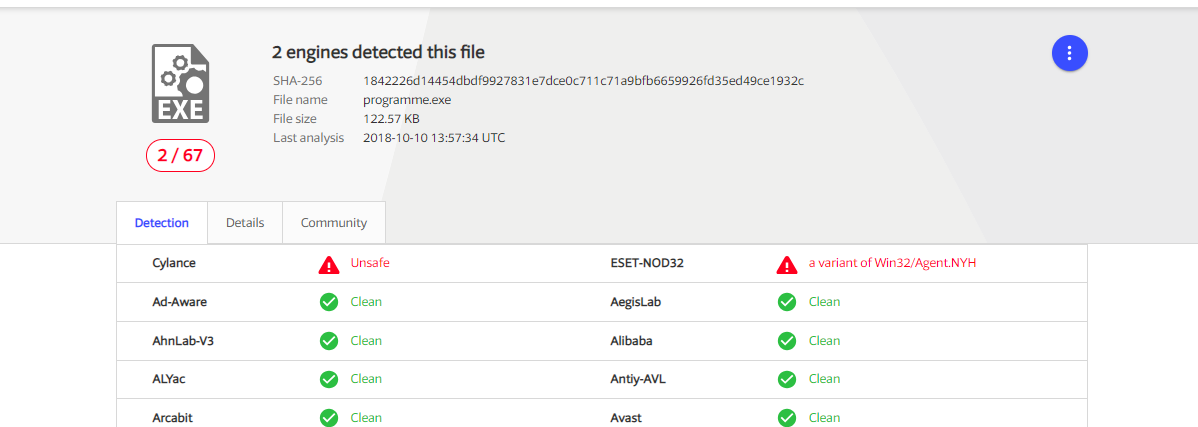 2 engines detected this file
SHA-256 1842226d14454dbdf9927831e7dce0c711c71a9bfb6659926fd35ed49ce1932c
File name programme.exe
File size 122.57 KB
Last analysis 2018-10-10 13:57:34 UTC
EXE
2 / 67
Detection Details Community
Cylance Unsafe ESET-NOD32 a variant of Win32/Agent.NYH
Ad-Aware Clean AegisLab Clean
AhnLab-V3 Clean Alibaba Clean
ALYac Clean Antiy-AVL Clean
Arcabit Clean Avast Clean